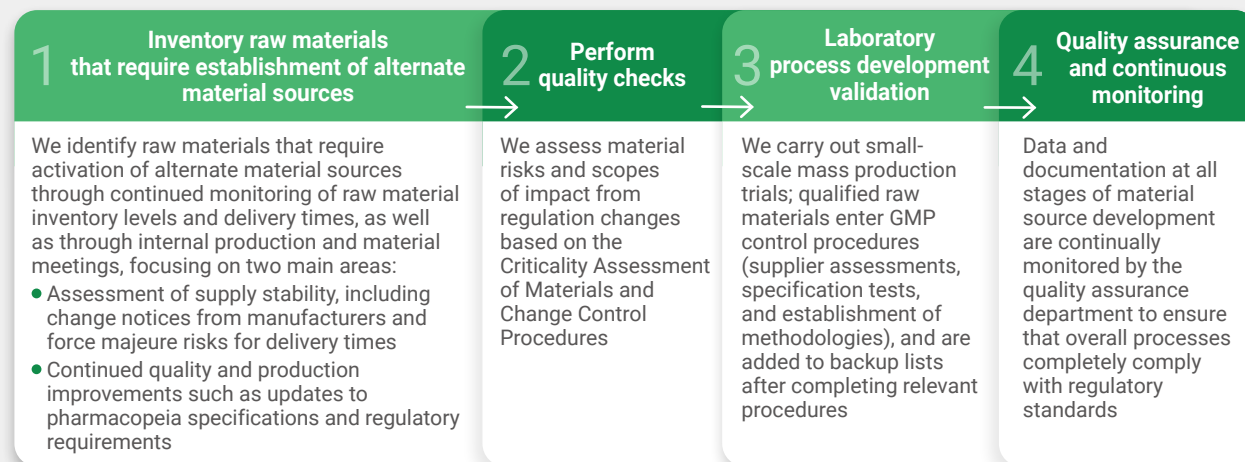 1
Inventory raw materials
that require establishment of alternate
material sources
We identify raw materials that require
activation of alternate material sources
through continued monitoring of raw material
inventory levels and delivery times, as well
as through internal production and material
meetings, focusing on two main areas:
Assessment of supply stability, including
change notices from manufacturers and
force majeure risks for delivery times
Continued quality and production
improvements such as updates to
pharmacopeia specifications and regulatory
requirements
2
Perform
quality checks
We assess material
risks and scopes
of impact from
regulation changes
based on the
Criticality Assessment
of Materials and
Change Control
Procedures
3
Laboratory
process development
validation
We carry out small-
scale mass production
trials; qualified raw
materials enter GMP
control procedures
(supplier assessments,
specification tests,
and establishment of
methodologies), and are
added to backup lists
after completing relevant
procedures
4
Quality assurance
and continuous
monitoring
Data and
documentation at all
stages of material
source development
are continually
monitored by the
quality assurance
department to ensure
that overall processes
completely comply
with regulatory
standards